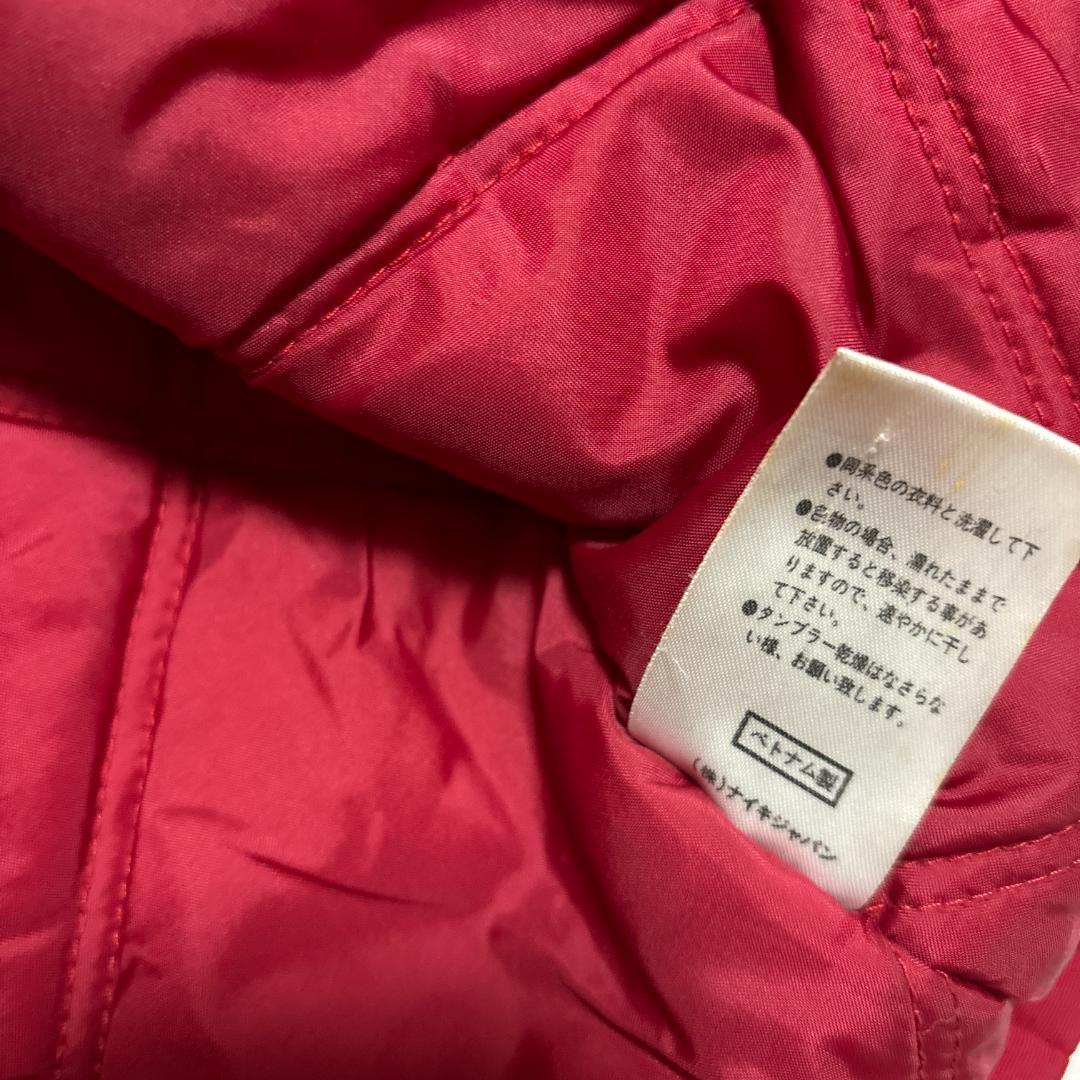 ●同系色の衣料と洗濯して下
さい。
●色物の場合、濡れたままで
放置すると移染する事があ
りますので、速やかに干し
て下さい。
●タンブラー乾燥はなさらな
い様、お願い致します。
ベトナム製
(株)ナイキジャパン